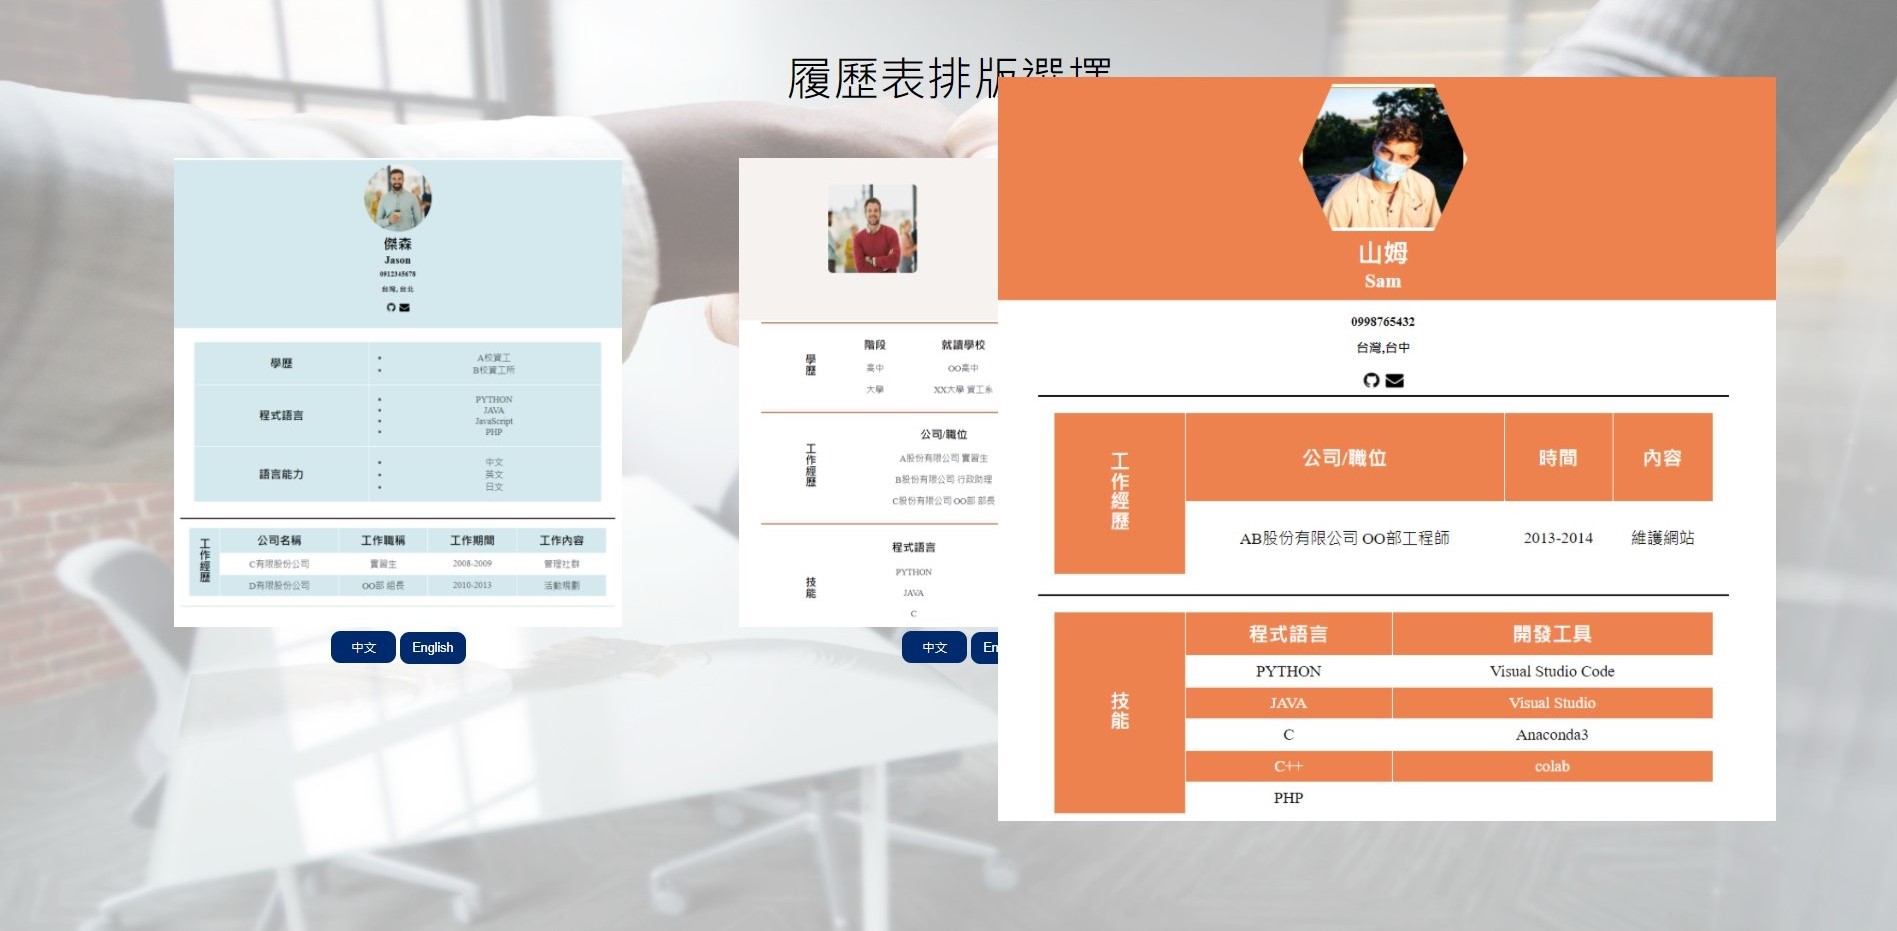 履歷表排版選擇
傑森
Jason
0912345678
台灣, 台北
學歷
A校資工
B校資工所
程式語言
PYTHON
JAVA
JavaScript
PHP
語言能力
中文
英文
日文
工作經歷
公司名稱 工作職稱 工作期間 工作內容
C有限股份公司 實習生 2008-2009 管理社群
D有限股份公司 OO部 組長 2010-2013 活動規劃
中文 English
學歷
階段 就讀學校
高中 OO高中
大學 XX大學 資工系
工作經歷
公司/職位
A股份有限公司 實習生
B股份有限公司 行政助理
C股份有限公司 OO部 部長
技能
程式語言
PYTHON
JAVA
C
中文 En
山姆
Sam
0998765432
台灣,台中
工作經歷
公司/職位 時間 內容
AB股份有限公司 OO部工程師 2013-2014 維護網站
技能
程式語言 開發工具
PYTHON Visual Studio Code
JAVA Visual Studio
C Anaconda3
C++ colab
PHP